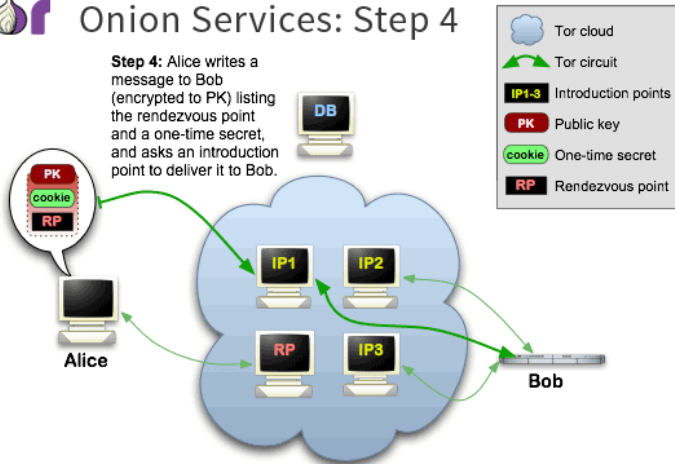 Onion Services: Step 4
Step 4: Alice writes a
message to Bob
(encrypted to PK) listing
the rendezvous point
and a one-time secret,
and asks an introduction
point to deliver it to Bob.
DB
Tor cloud
Tor circuit
IP1-3 Introduction points
PK Public key
cookie One-time secret
RP Rendezvous point
PK
cookie
RP
IP1
IP2
RP
IP3
Alice
Bob